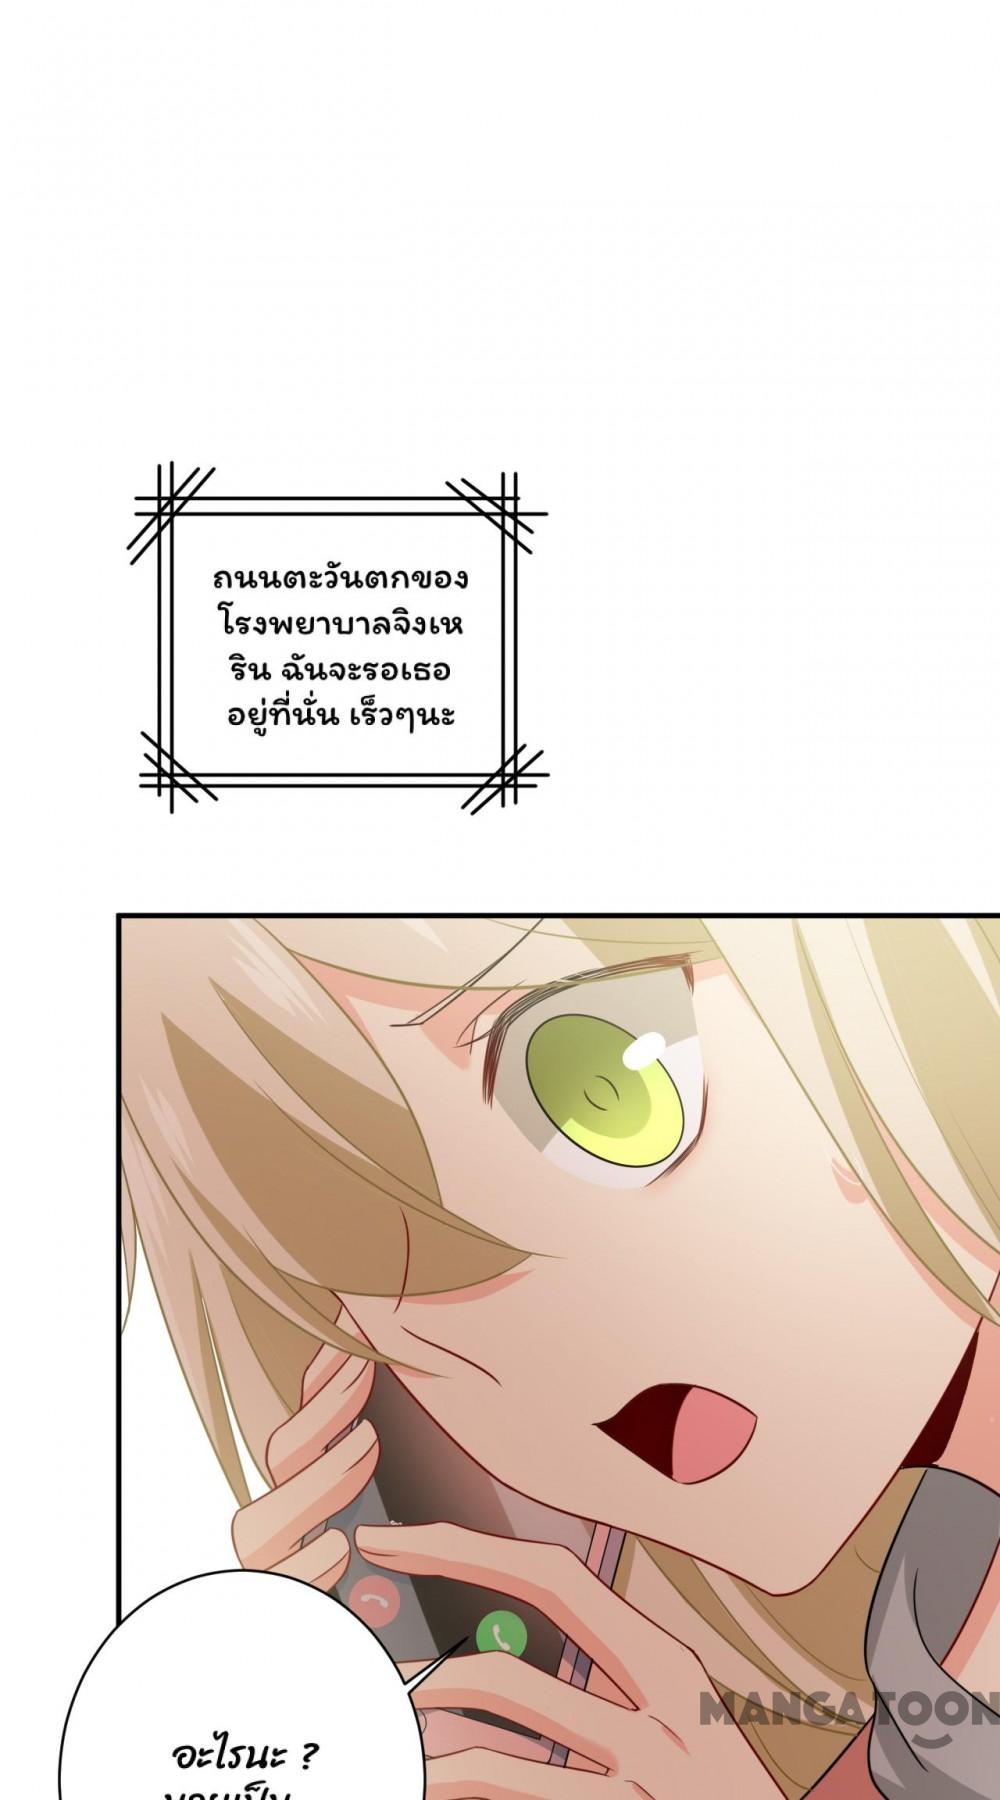 ถนนตะวันตกของ
โรงพยาบาลจิงเห
ริน ฉันจะรอเธอ
อยู่ที่นั่น เร็วๆนะ
MANGATOON
อะไรนะ ?